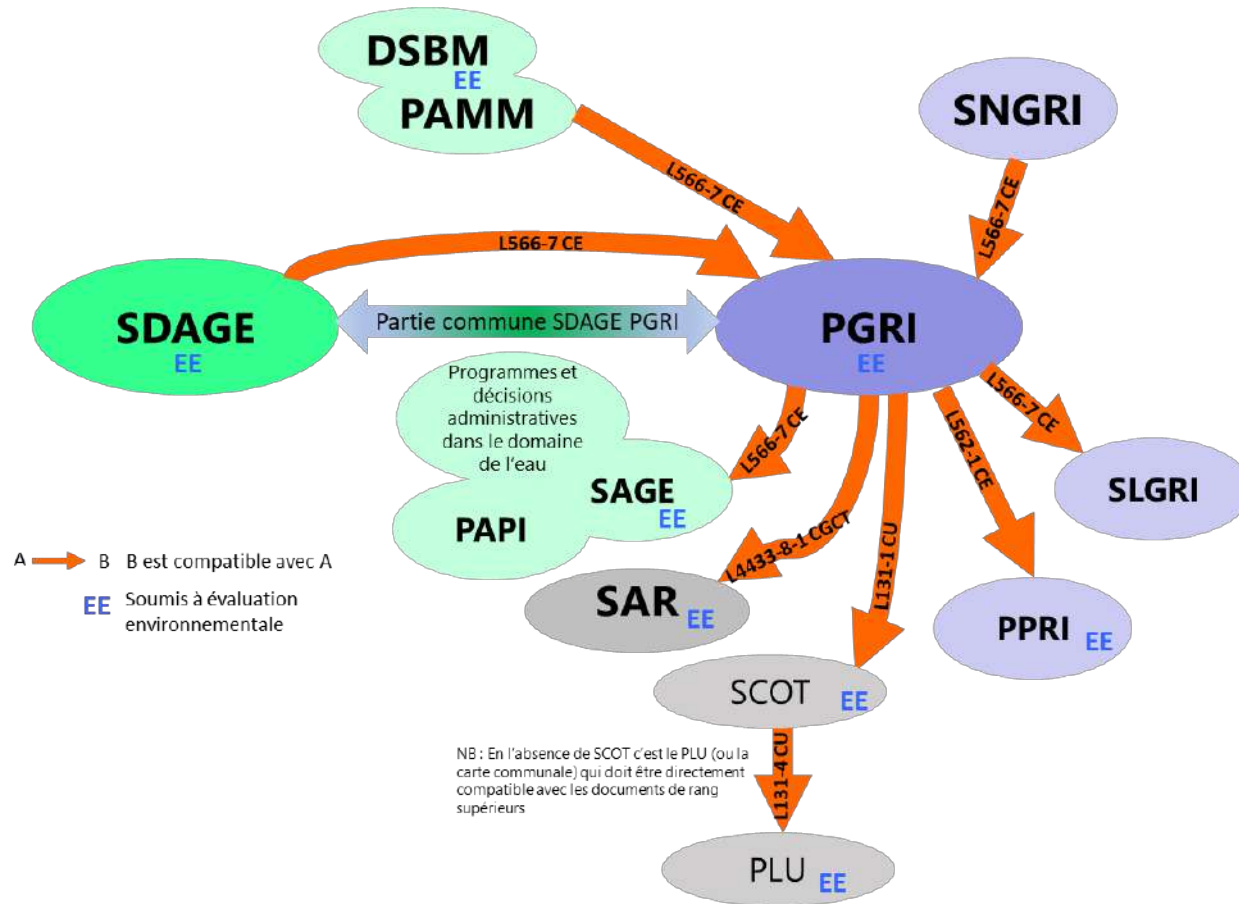 DSBM
EE
PAMM
SNGRI
L566-7 CE
L566-7 CE
L566-7 CE
SDAGE
EE
Partie commune SDAGE PGRI
PGRI
EE
Programmes et
décisions
administratives
dans le domaine
de l'eau
SAGE
EE
PAPI
L566-7 CE
L4433-8-1 CGCT
L131-1 CU
L562-1 CE
L566-7 CE
SLGRI
A B B est compatible avec A
EE Soumis à évaluation
environnementale
SAR EE
PPRI EE
SCOT
EE
NB : En l'absence de SCOT c'est le PLU (ou la
carte communale) qui doit être directement
compatible avec les documents de rang
supérieurs
L131-4 CU
PLU EE